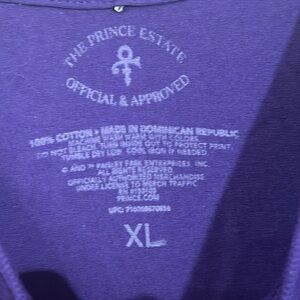 THE PRINCE ESTATE
OFFICIAL & APPROVED
100% COTTON • MADE IN DOMINICAN REPUBLIC
MACHINE WASH WARM WITH COLORS.
DO NOT BLEACH. TURN INSIDE OUT TO PROTECT PRINT.
TUMBLE DRY LOW. COOL IRON IF NEEDED.
© AND ™ PAISLEY PARK ENTERPRISES, INC.
ALL RIGHTS RESERVED
OFFICIALLY AUTHORIZED MERCHANDISE.
UNDER LICENSE TO MERCH TRAFFIC
PRINCE.COM
XL